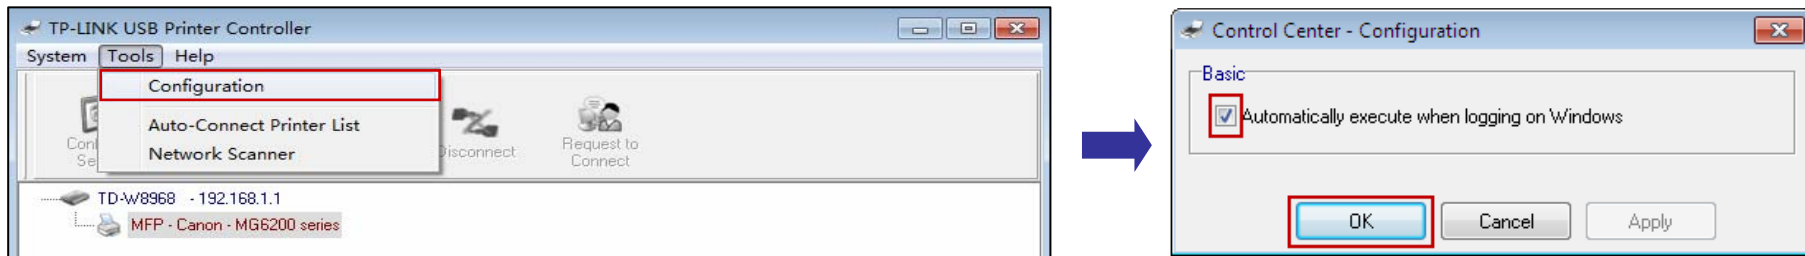 TP-LINK USB Printer Controller
System Tools Help
Configuration
Auto-Connect Printer List
Network Scanner
Disconnect
Request to
Connect
TD-W8968 - 192.168.1.1
MFP - Canon - MG6200 series
Control Center - Configuration
Basic
Automatically execute when logging on Windows
OK Cancel Apply